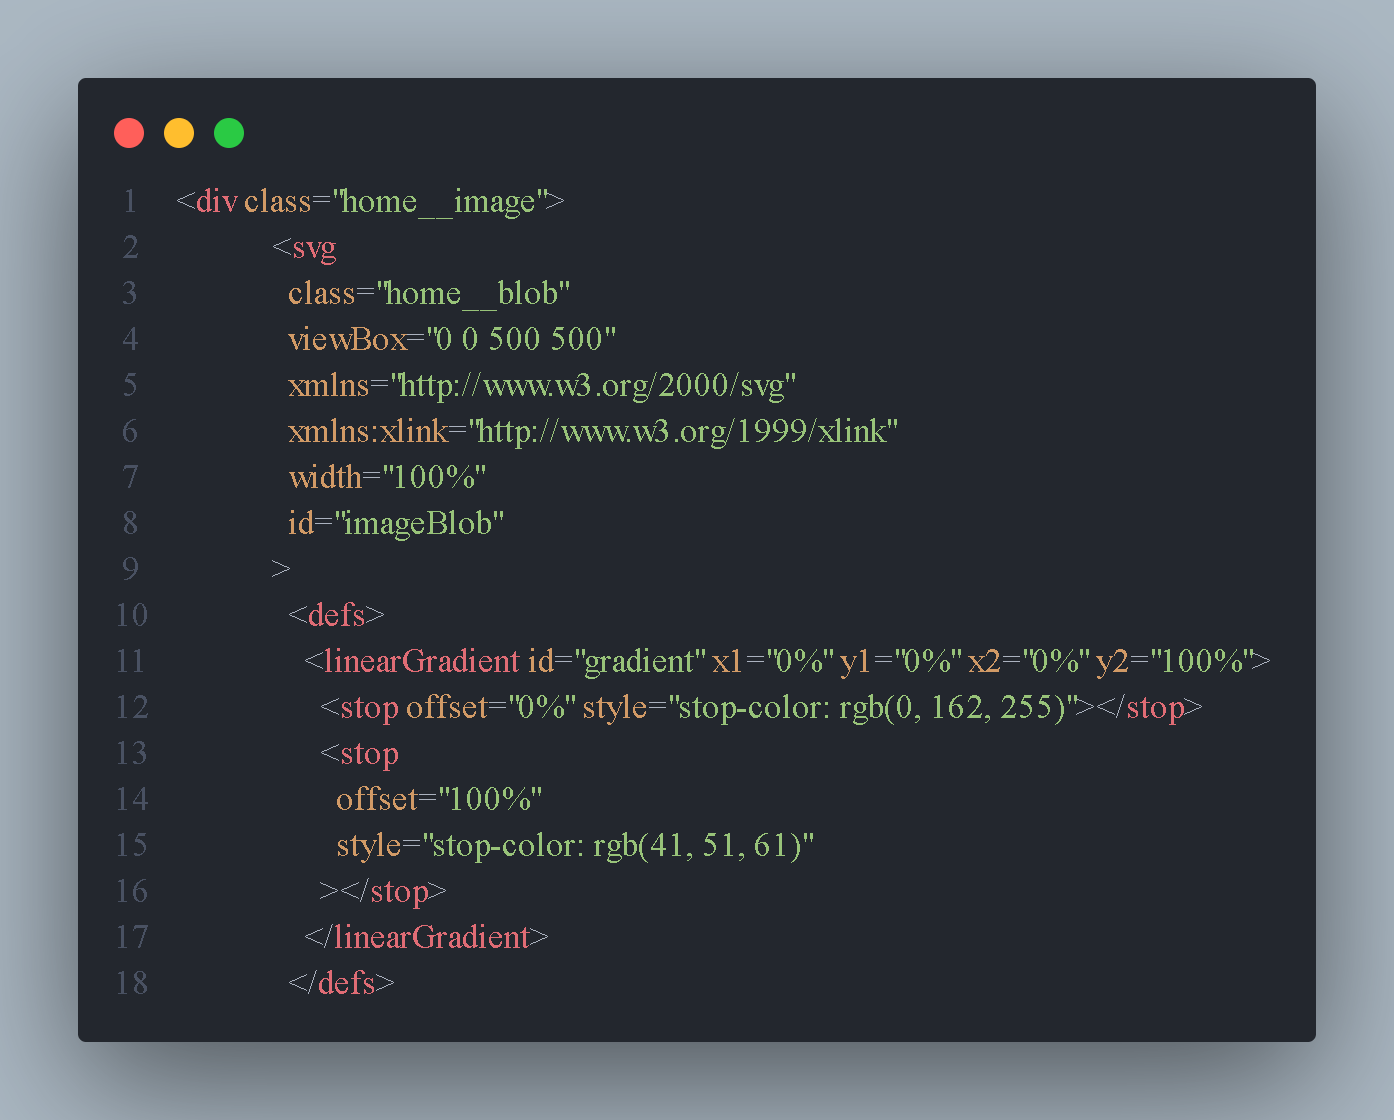 1 <div class="home__image">
2 <svg
3 class="home__blob"
4 viewBox="0 0 500 500"
5 xmlns="http://www.w3.org/2000/svg"
6 xmlns:xlink="http://www.w3.org/1999/xlink"
7 width="100%"
8 id="imageBlob"
9 >
10 <defs>
11 <linearGradient id="gradient" x1="0%" y1="0%" x2="0%" y2="100%">
12 <stop offset="0%" style="stop-color: rgb(0, 162, 255)"></stop>
13 <stop
14 offset="100%"
15 style="stop-color: rgb(41, 51, 61)"
16 ></stop>
17 </linearGradient>
18 </defs>